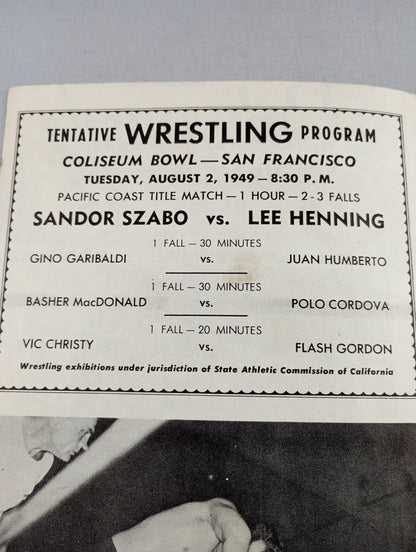 TENTATIVE WRESTLING PROGRAM
COLISEUM BOWL — SAN FRANCISCO
TUESDAY, AUGUST 2, 1949 — 8:30 P. M.
PACIFIC COAST TITLE MATCH — 1 HOUR — 2 - 3 FALLS
SANDOR SZABO vs. LEE HENNING
1 FALL — 30 MINUTES
GINO GARIBALDI vs. JUAN HUMBERTO
1 FALL — 30 MINUTES
BASHER MacDONALD vs. POLO CORDOVA
1 FALL — 20 MINUTES
VIC CHRISTY vs. FLASH GORDON
Wrestling exhibitions under jurisdiction of State Athletic Commission of California